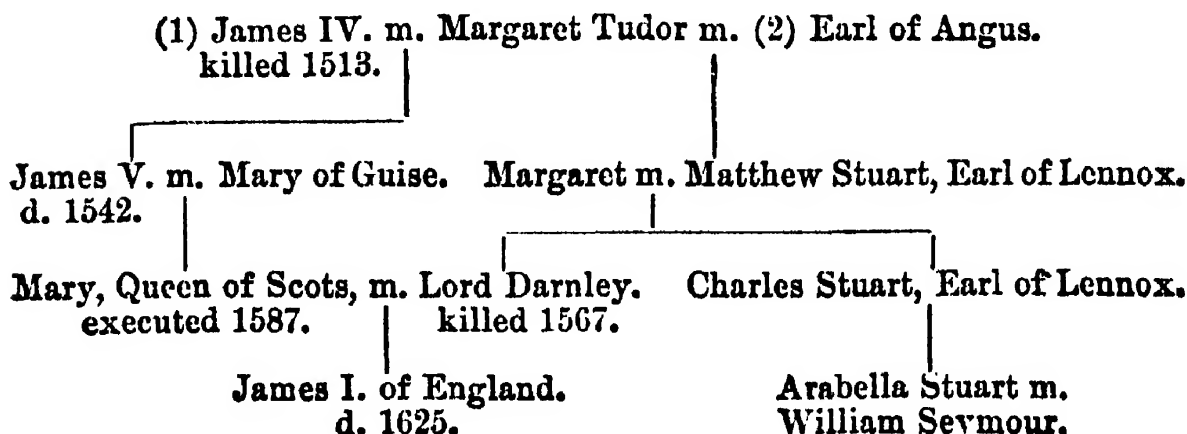 (1) James IV. m. Margaret Tudor m. (2) Earl of Angus.
killed 1513.
James V. m. Mary of Guise. Margaret m. Matthew Stuart, Earl of Lennox.
d. 1542.
Mary, Queen of Scots, m. Lord Darnley. Charles Stuart, Earl of Lennox.
executed 1587. killed 1567.
James I. of England. Arabella Stuart m.
d. 1625. William Seymour.